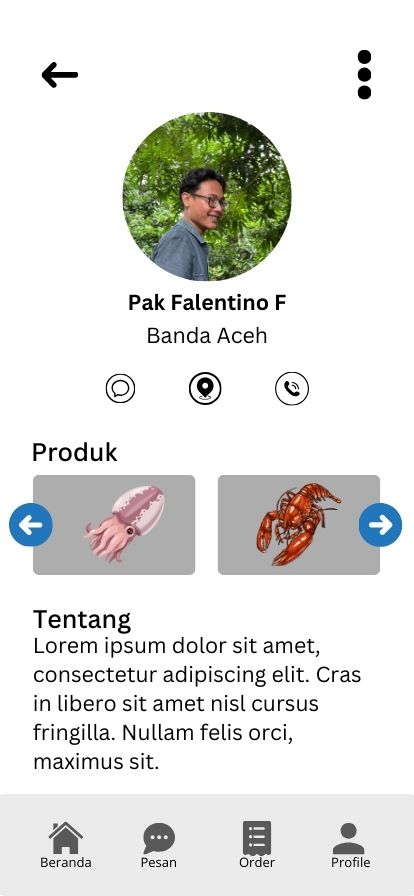 Pak Falentino F
Banda Aceh
Produk
Tentang
Lorem ipsum dolor sit amet,
consectetur adipiscing elit. Cras
in libero sit amet nisl cursus
fringilla. Nullam felis orci,
maximus sit.
Beranda
Pesan
Order
Profile